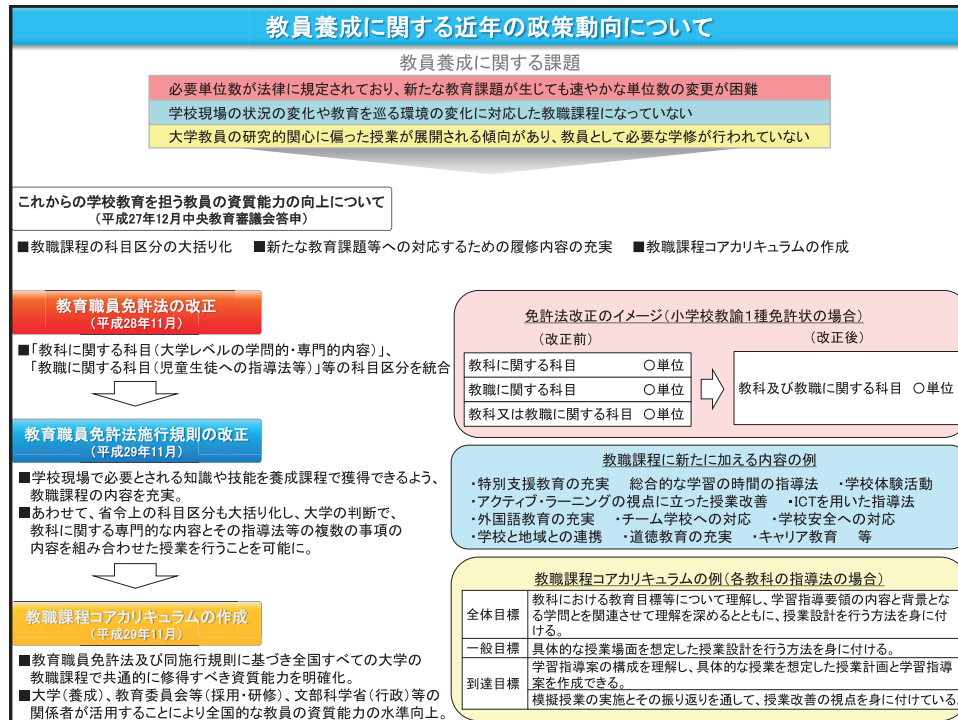 教員養成に関する近年の政策動向について
教員養成に関する課題
必要単位数が法律に規定されており、新たな教育課題が生じても速やかな単位数の変更が困難
学校現場の状況の変化や教育を巡る環境の変化に対応した教職課程になっていない
大学教員の研究的関心に偏った授業が展開される傾向があり、教員として必要な学修が行われていない
これからの学校教育を担う教員の資質能力の向上について
(平成27年12月中央教育審議会答申)
■教職課程の科目区分の大括り化 ■新たな教育課題等への対応するための履修内容の充実 ■教職課程コアカリキュラムの作成
教育職員免許法の改正
(平成28年11月)
■「教科に関する科目(大学レベルの学問的・専門的内容)」、
「教職に関する科目(児童生徒への指導法等)」等の科目区分を統合
教育職員免許法施行規則の改正
(平成29年11月)
■学校現場で必要とされる知識や技能を養成課程で獲得できるよう、
教職課程の内容を充実。
■あわせて、省令上の科目区分も大括り化し、大学の判断で、
教科に関する専門的な内容とその指導法等の複数の事項の
内容を組み合わせた授業を行うことを可能に。
教職課程コアカリキュラムの作成
(平成29年11月)
■教育職員免許法及び同施行規則に基づき全国すべての大学の
教職課程で共通的に修得すべき資質能力を明確化。
■大学(養成)、教育委員会等(採用・研修)、文部科学省(行政)等の
関係者が活用することにより全国的な教員の資質能力の水準向上。
免許法改正のイメージ(小学校教諭1種免許状の場合)
(改正前) (改正後)
教科に関する科目 ○単位
教職に関する科目 ○単位
教科又は教職に関する科目 ○単位
教科及び教職に関する科目 ○単位
教職課程に新たに加える内容の例
・特別支援教育の充実 総合的な学習の時間の指導法 ・学校体験活動
・アクティブ・ラーニングの視点に立った授業改善 ・ICTを用いた指導法
・外国語教育の充実 ・チーム学校への対応 ・学校安全への対応
・学校と地域との連携 ・道徳教育の充実 ・キャリア教育 等
教職課程コアカリキュラムの例(各教科の指導法の場合)
全体目標
教科における教育目標等について理解し、学習指導要領の内容と背景とな
る学問とを関連させて理解を深めるとともに、授業設計を行う方法を身に付
ける。
一般目標 具体的な授業場面を想定した授業設計を行う方法を身に付ける。
到達目標
学習指導案の構成を理解し、具体的な授業を想定した授業計画と学習指導
案を作成できる。
模擬授業の実施とその振り返りを通して、授業改善の視点を身に付けている。